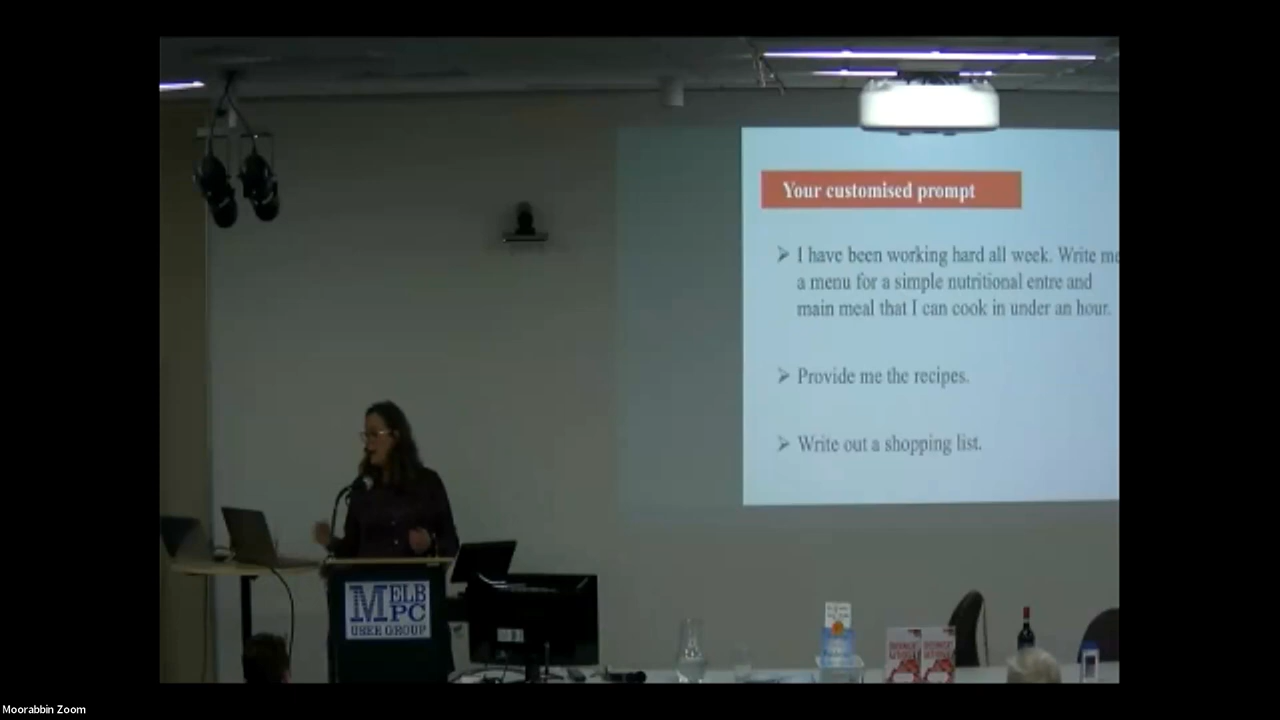 Your customised prompt
➢ I have been working hard all week. Write me
a menu for a simple nutritional entre and
main meal that I can cook in under an hour.
➢ Provide me the recipes.
➢ Write out a shopping list.
MELB
PC
USER GROUP
Moorabbin Zoom